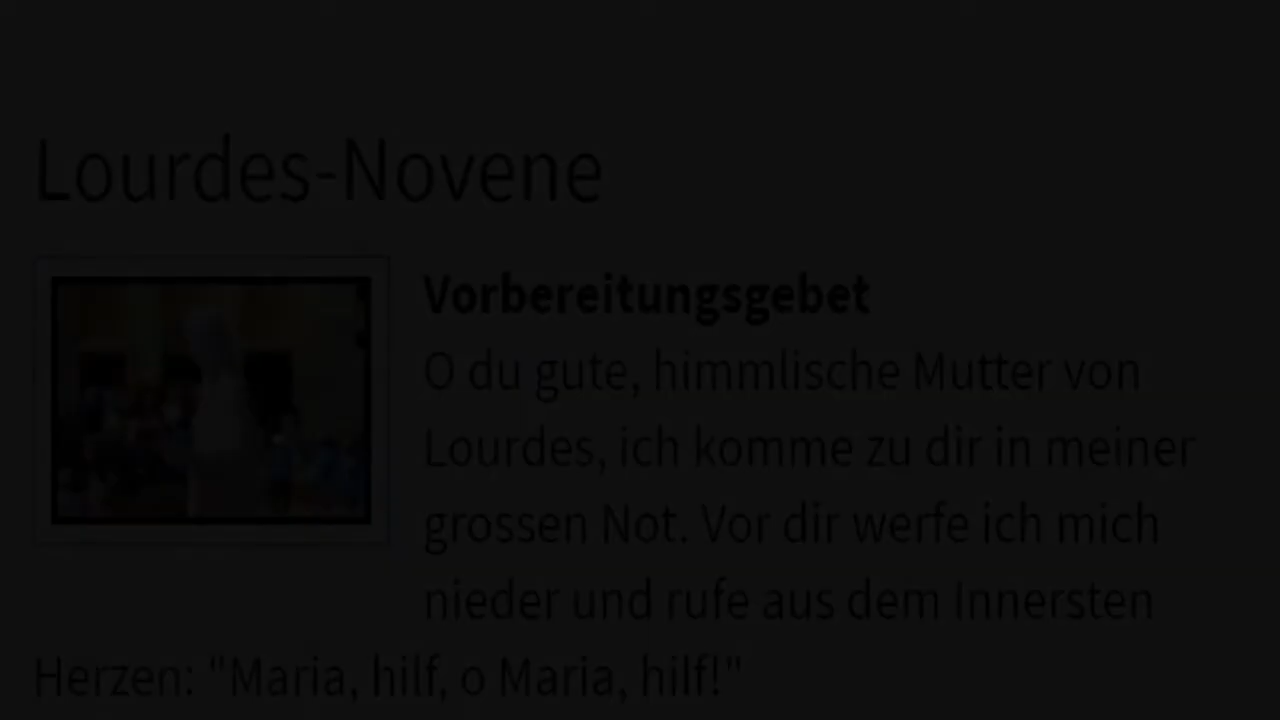 Lourdes-Novene
Vorbereitungsgebet
O du gute, himmlische Mutter von
Lourdes, ich komme zu dir in meiner
grossen Not. Vor dir werfe ich mich
nieder und rufe aus dem Innersten
Herzen: "Maria, hilf, o Maria, hilf!"